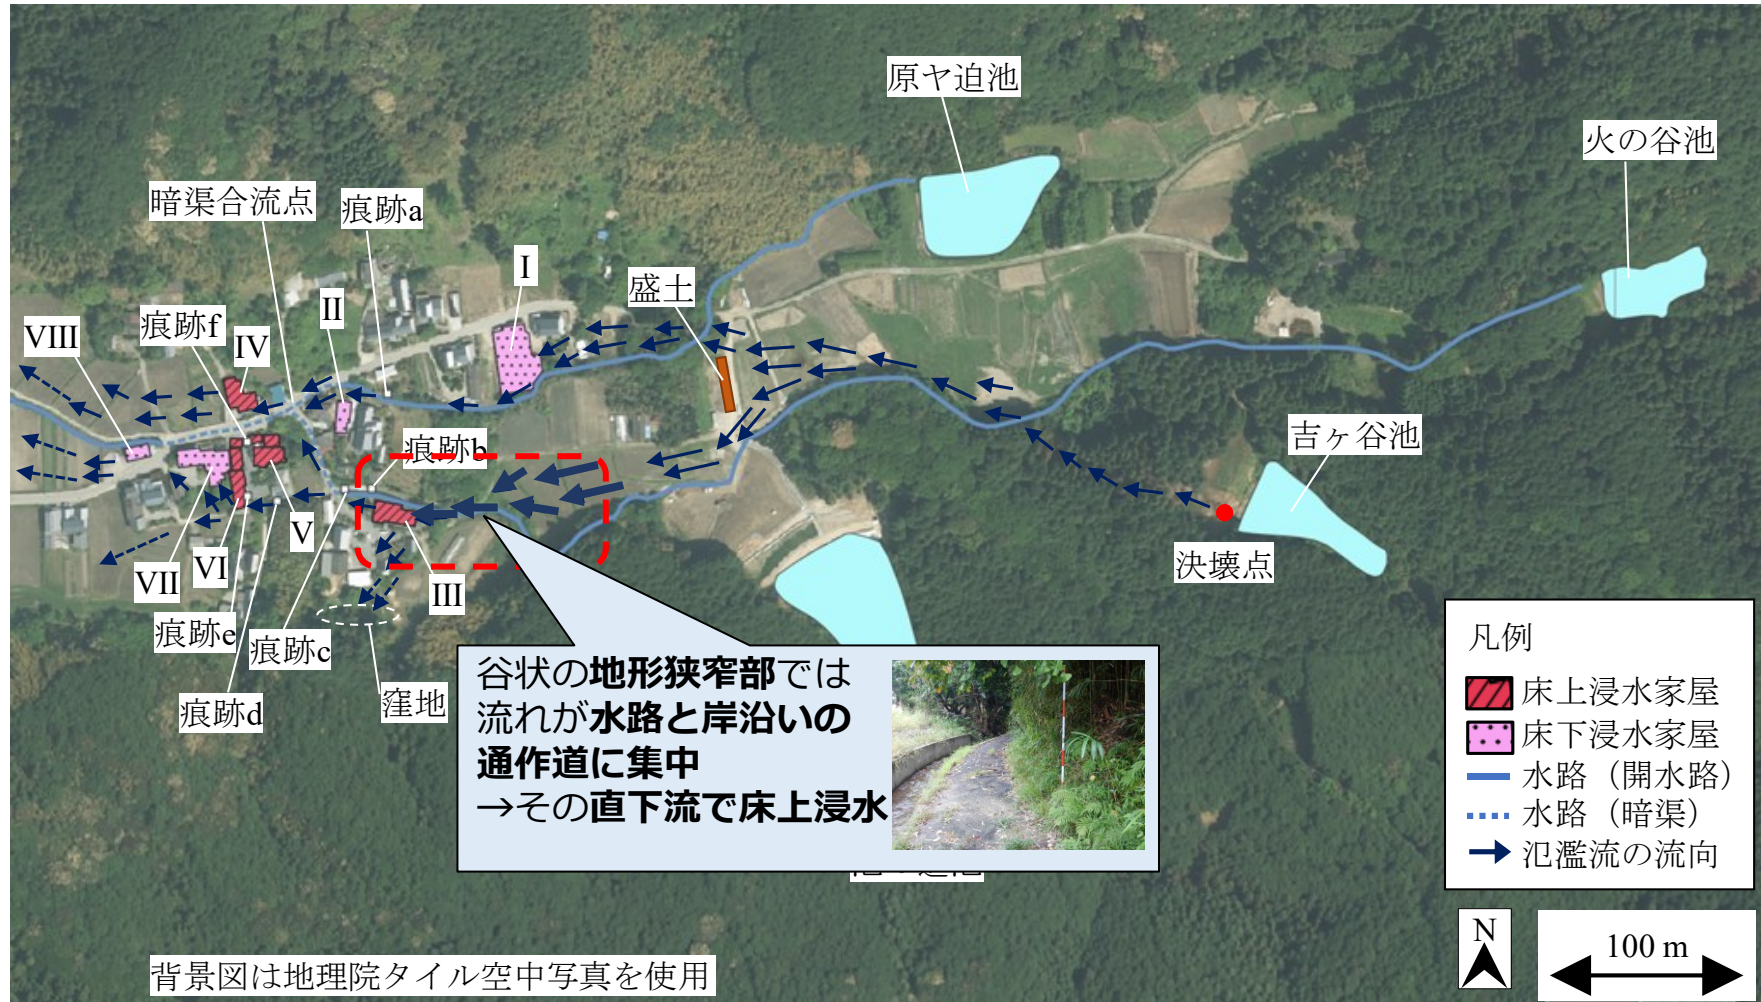 原ヤ迫池
火の谷池
暗渠合流点
痕跡a
I
盛土
II
痕跡f
VIII
IV
吉ヶ谷池
痕跡b
V
決壊点
VII
VI
III
痕跡e
痕跡c
痕跡d
窪地
谷状の地形狭窄部では
流れが水路と岸沿いの
通作道に集中
→その直下流で床上浸水
凡例
床上浸水家屋
床下浸水家屋
水路（開水路）
水路（暗渠）
氾濫流の流向
N
100 m
背景図は地理院タイル空中写真を使用